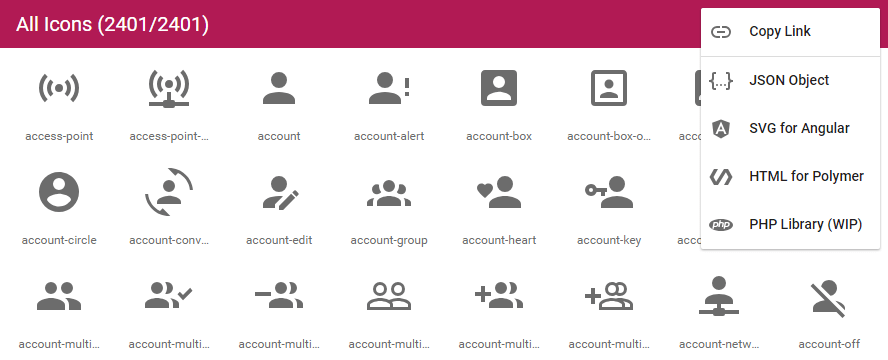 All Icons (2401/2401)
Copy Link
JSON Object
SVG for Angular
HTML for Polymer
php PHP Library (WIP)
access-point
access-point-...
account
account-alert
account-box
account-box-o...
account-circle
account-conv...
account-edit
account-group
account-heart
account-key
account-multi...
account-multi...
account-multi...
account-multi...
account-multi...
account-multi...
account-netw...
account-off